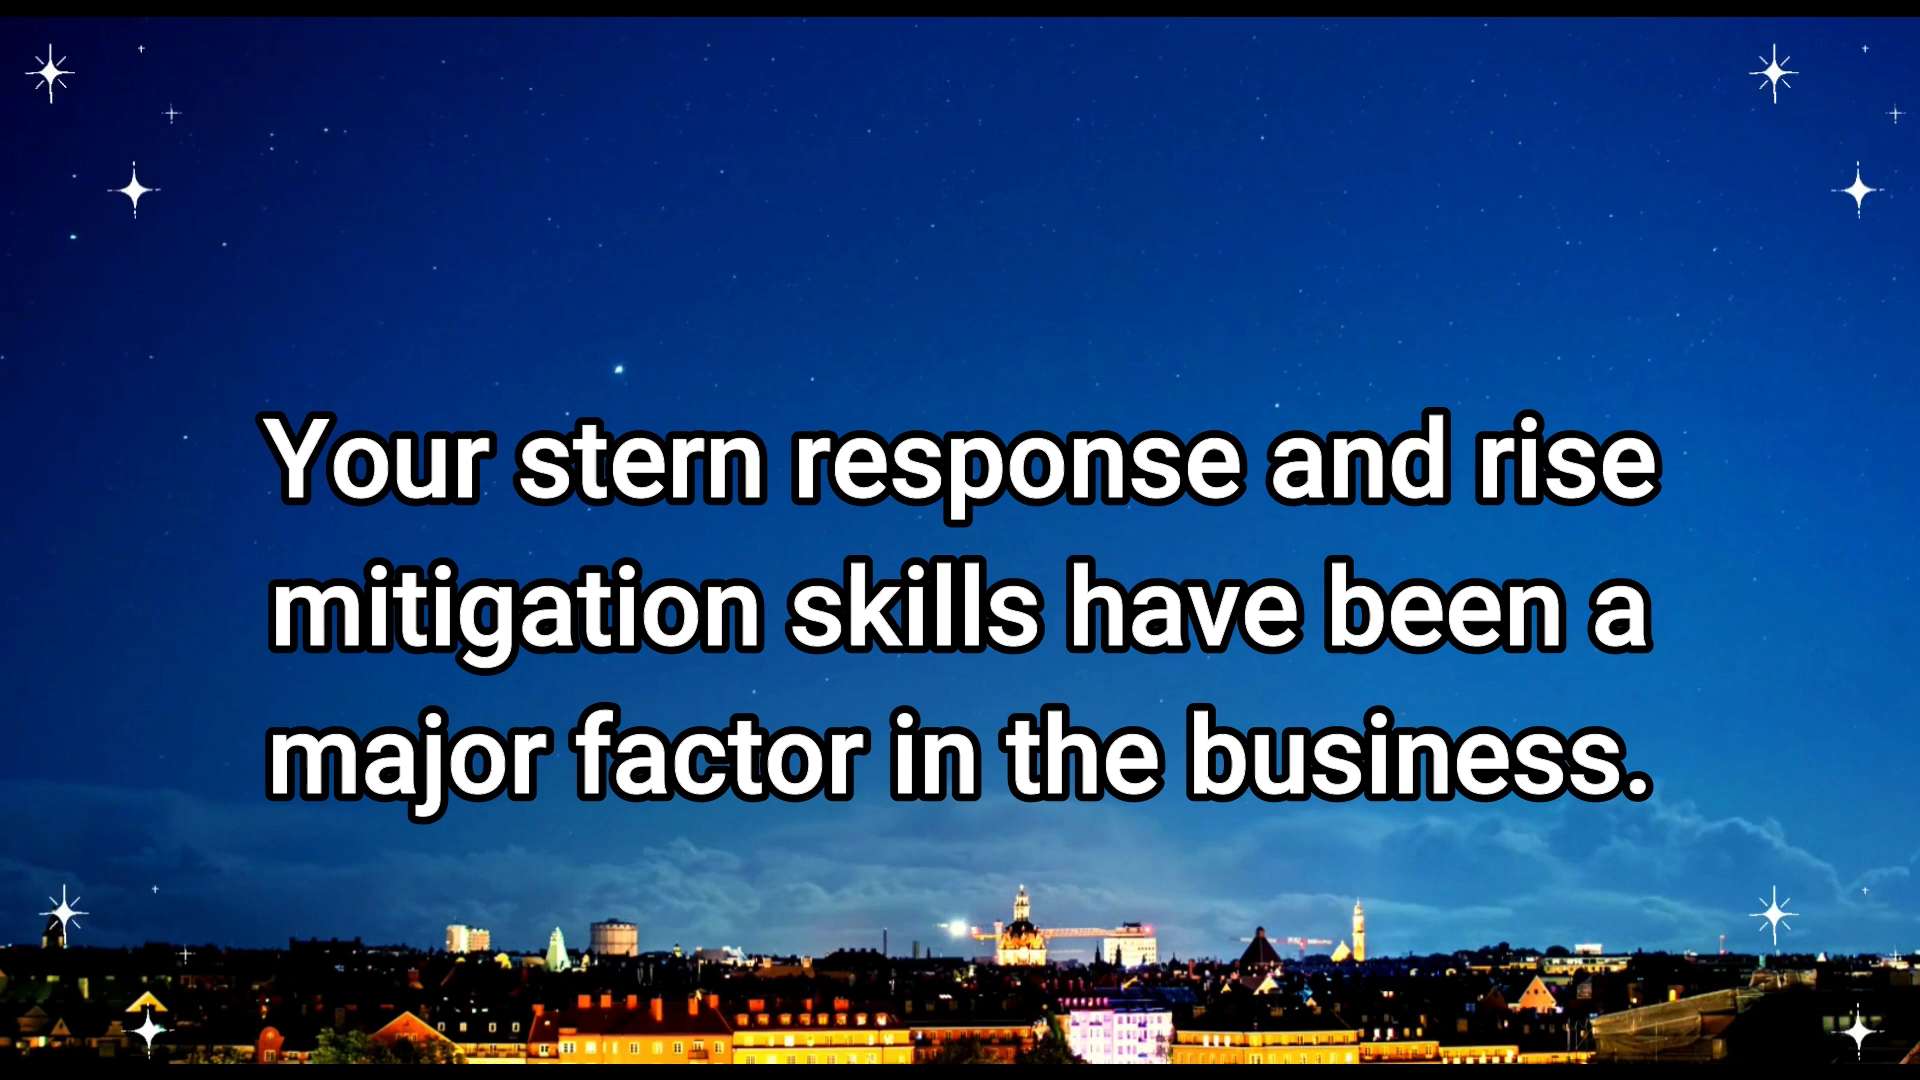 Your stern response and rise
mitigation skills have been a
major factor in the business.